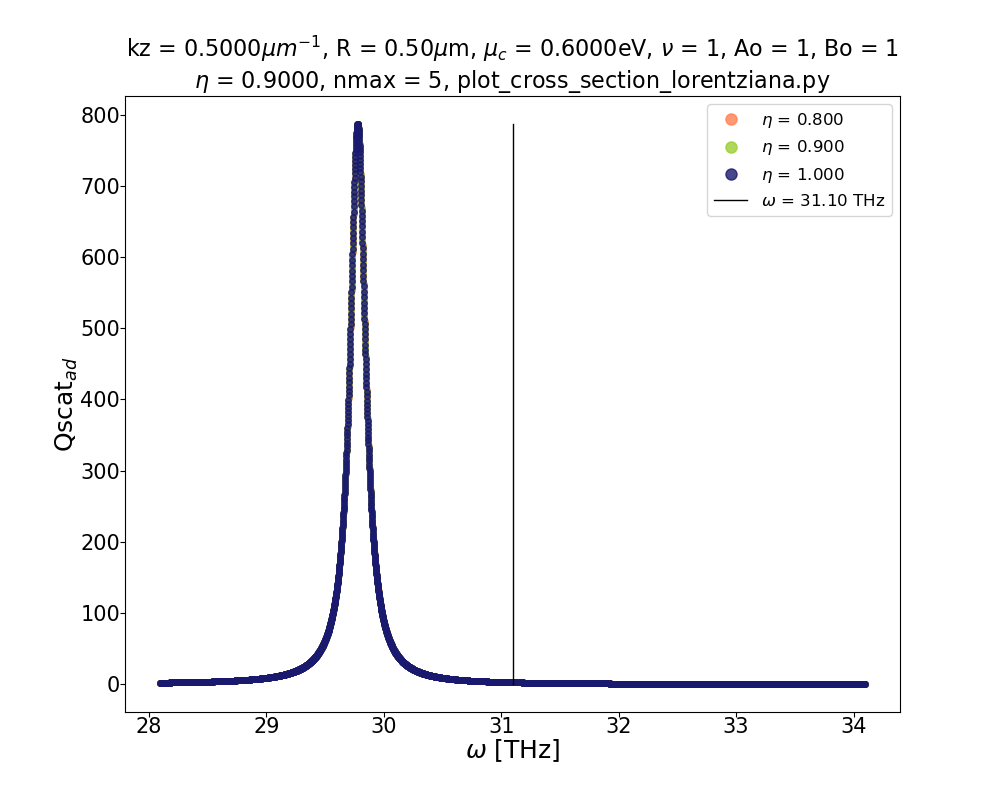 kz = 0.5000μm⁻¹, R = 0.50μm, μ_c = 0.6000eV, ν = 1, Ao = 1, Bo = 1
η = 0.9000, nmax = 5, plot_cross_section_lorentziana.py
800
700
600
500
400
300
200
100
0
Qscat_ad
η = 0.800
η = 0.900
η = 1.000
ω = 31.10 THz
28 29 30 31 32 33 34
ω [THz]